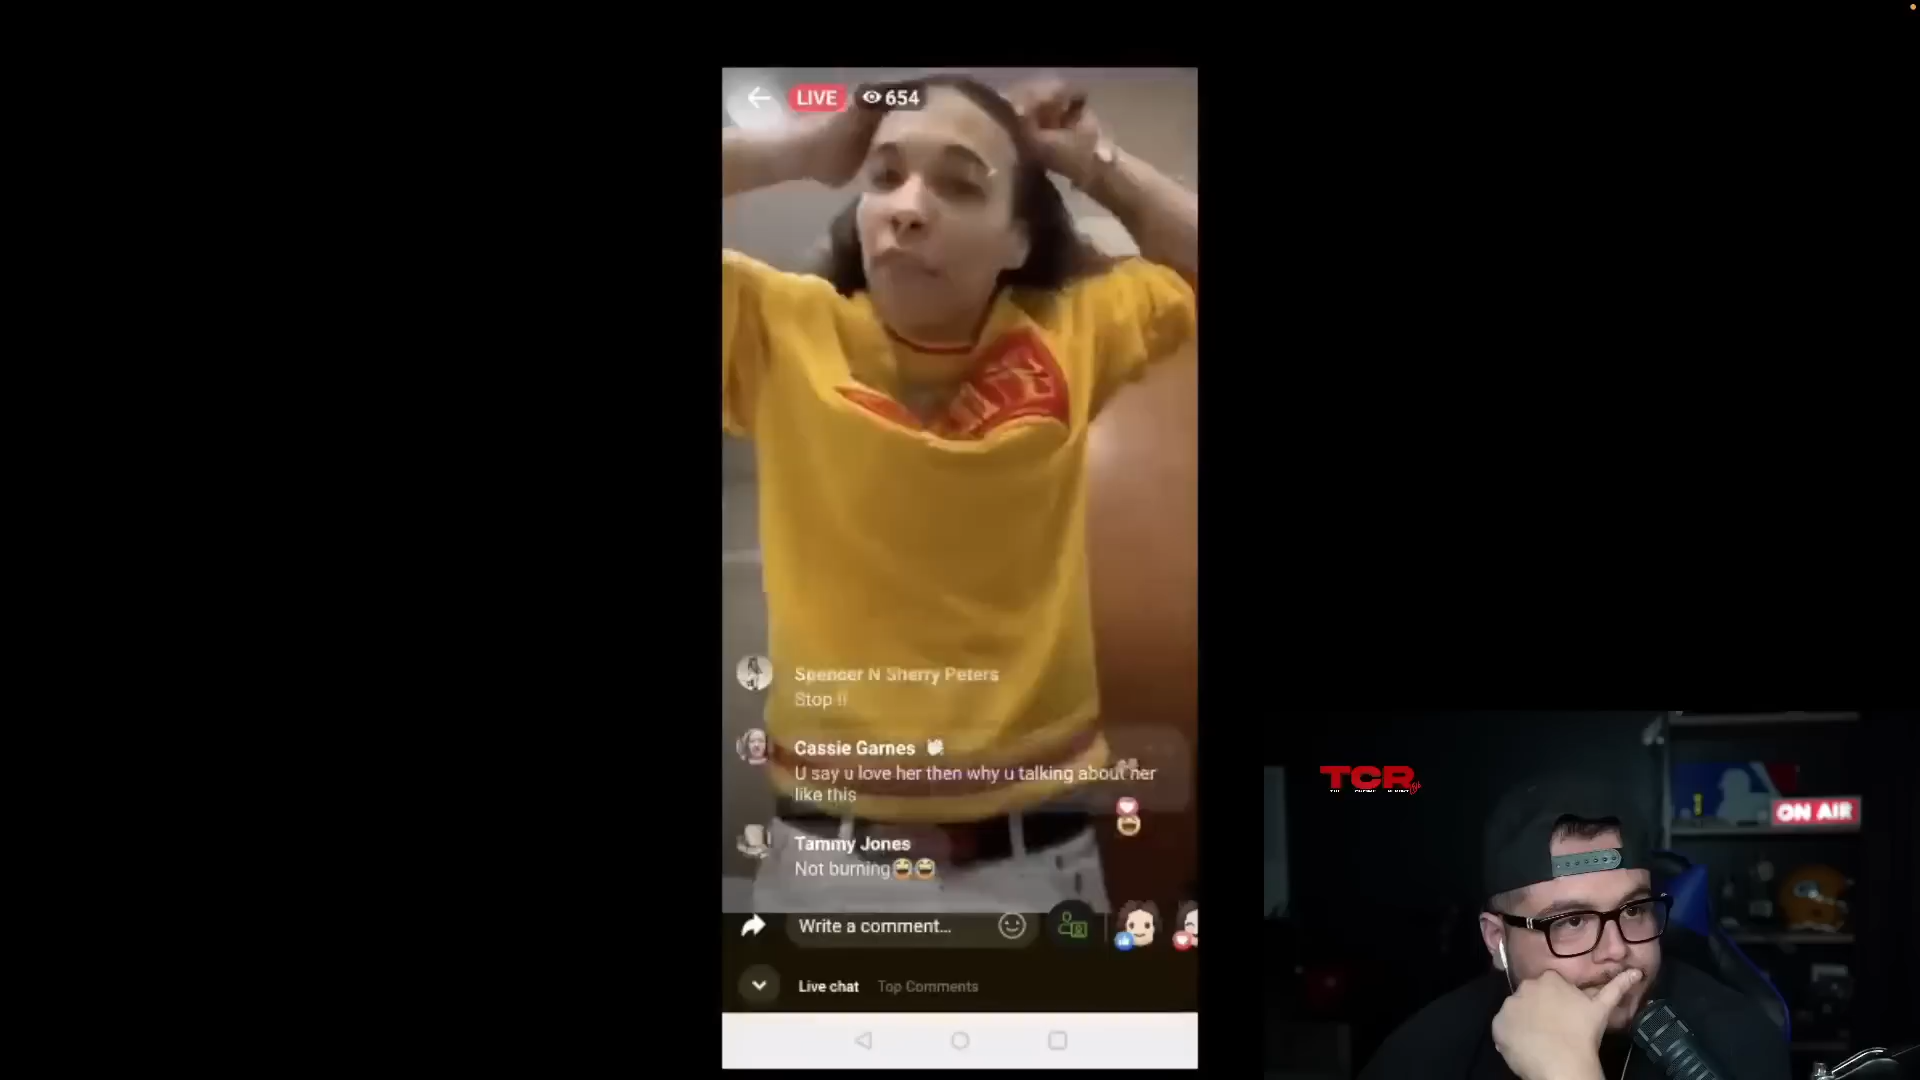 LIVE 654
Spencer N Sherry Peters
Stop !!
Cassie Garnes
U say u love her then why u talking about her
like this
Tammy Jones
Not burning😆😆
Write a comment...
Live chat Top Comments
TCR
ON AIR